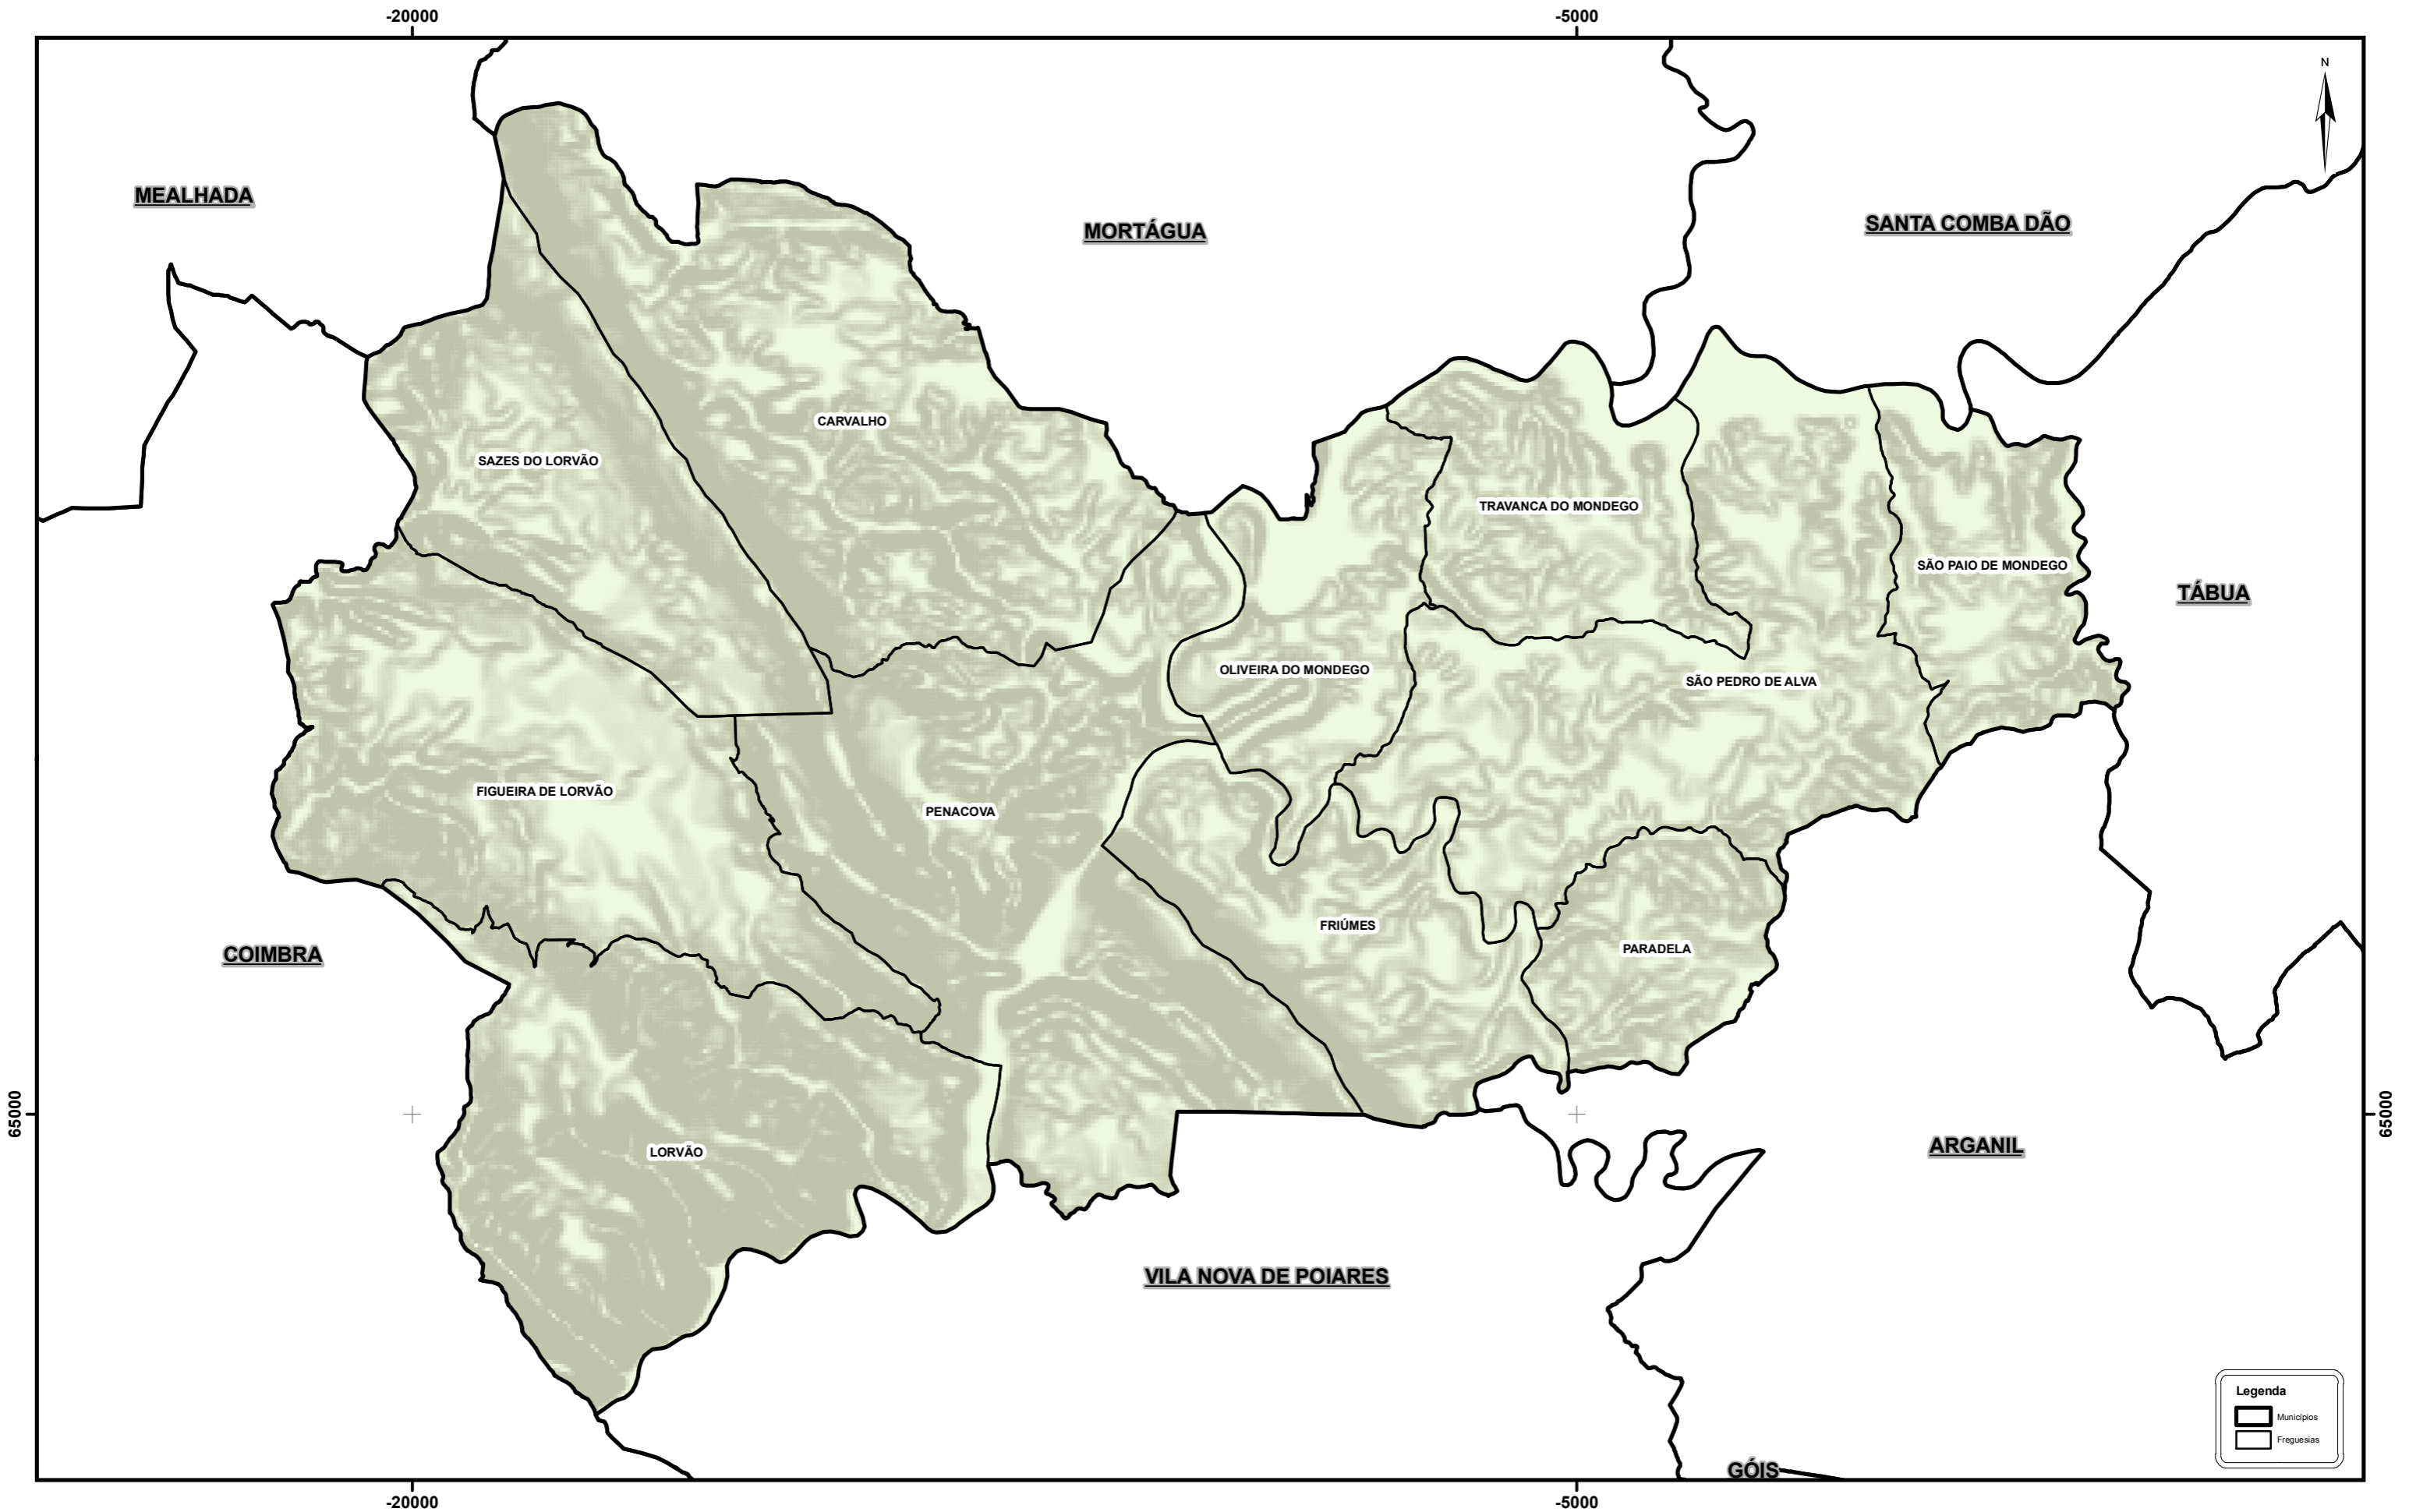 -20000
-5000
N
MEALHADA
MORTÁGUA
SANTA COMBA DÃO
CARVALHO
SAZES DO LORVÃO
TRAVANCA DO MONDEGO
SÃO PAIO DE MONDEGO
TÁBUA
OLIVEIRA DO MONDEGO
SÃO PEDRO DE ALVA
FIGUEIRA DE LORVÃO
PENACOVA
FRIÚMES
PARADELA
COIMBRA
65000
65000
LORVÃO
ARGANIL
VILA NOVA DE POIARES
GÓIS
Legenda
Municípios
Freguesias
-20000
-5000